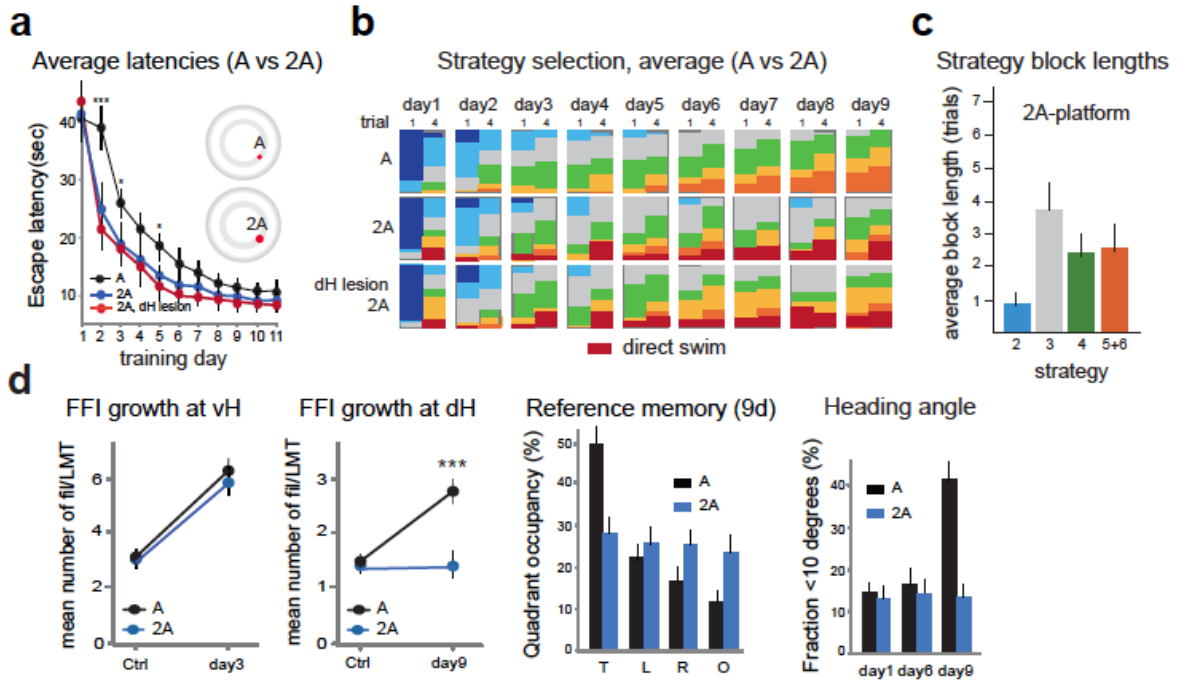 a
Average latencies (A vs 2A)
Escape latency(sec)
40
30
20
10
***
*
*
A
2A
A
2A
2A, dH lesion
1 2 3 4 5 6 7 8 9 10 11
training day
b
Strategy selection, average (A vs 2A)
day1 day2 day3 day4 day5 day6 day7 day8 day9
trial 1 4 1 4 1 4 1 4 1 4 1 4 1 4 1 4 1 4
A
2A
dH lesion
2A
direct swim
c
Strategy block lengths
2A-platform
average block length (trials)
7
6
5
4
3
2
1
2 3 4 5+6
strategy
d
FFI growth at vH
mean number of fil/LMT
6
4
2
0
A
2A
Ctrl day3
FFI growth at dH
mean number of fil/LMT
3
2
1
0
***
A
2A
Ctrl day9
Reference memory (9d)
Quadrant occupancy (%)
50
40
30
20
10
0
A
2A
T L R O
Heading angle
Fraction <10 degrees (%)
40
30
20
10
0
A
2A
day1 day6 day9